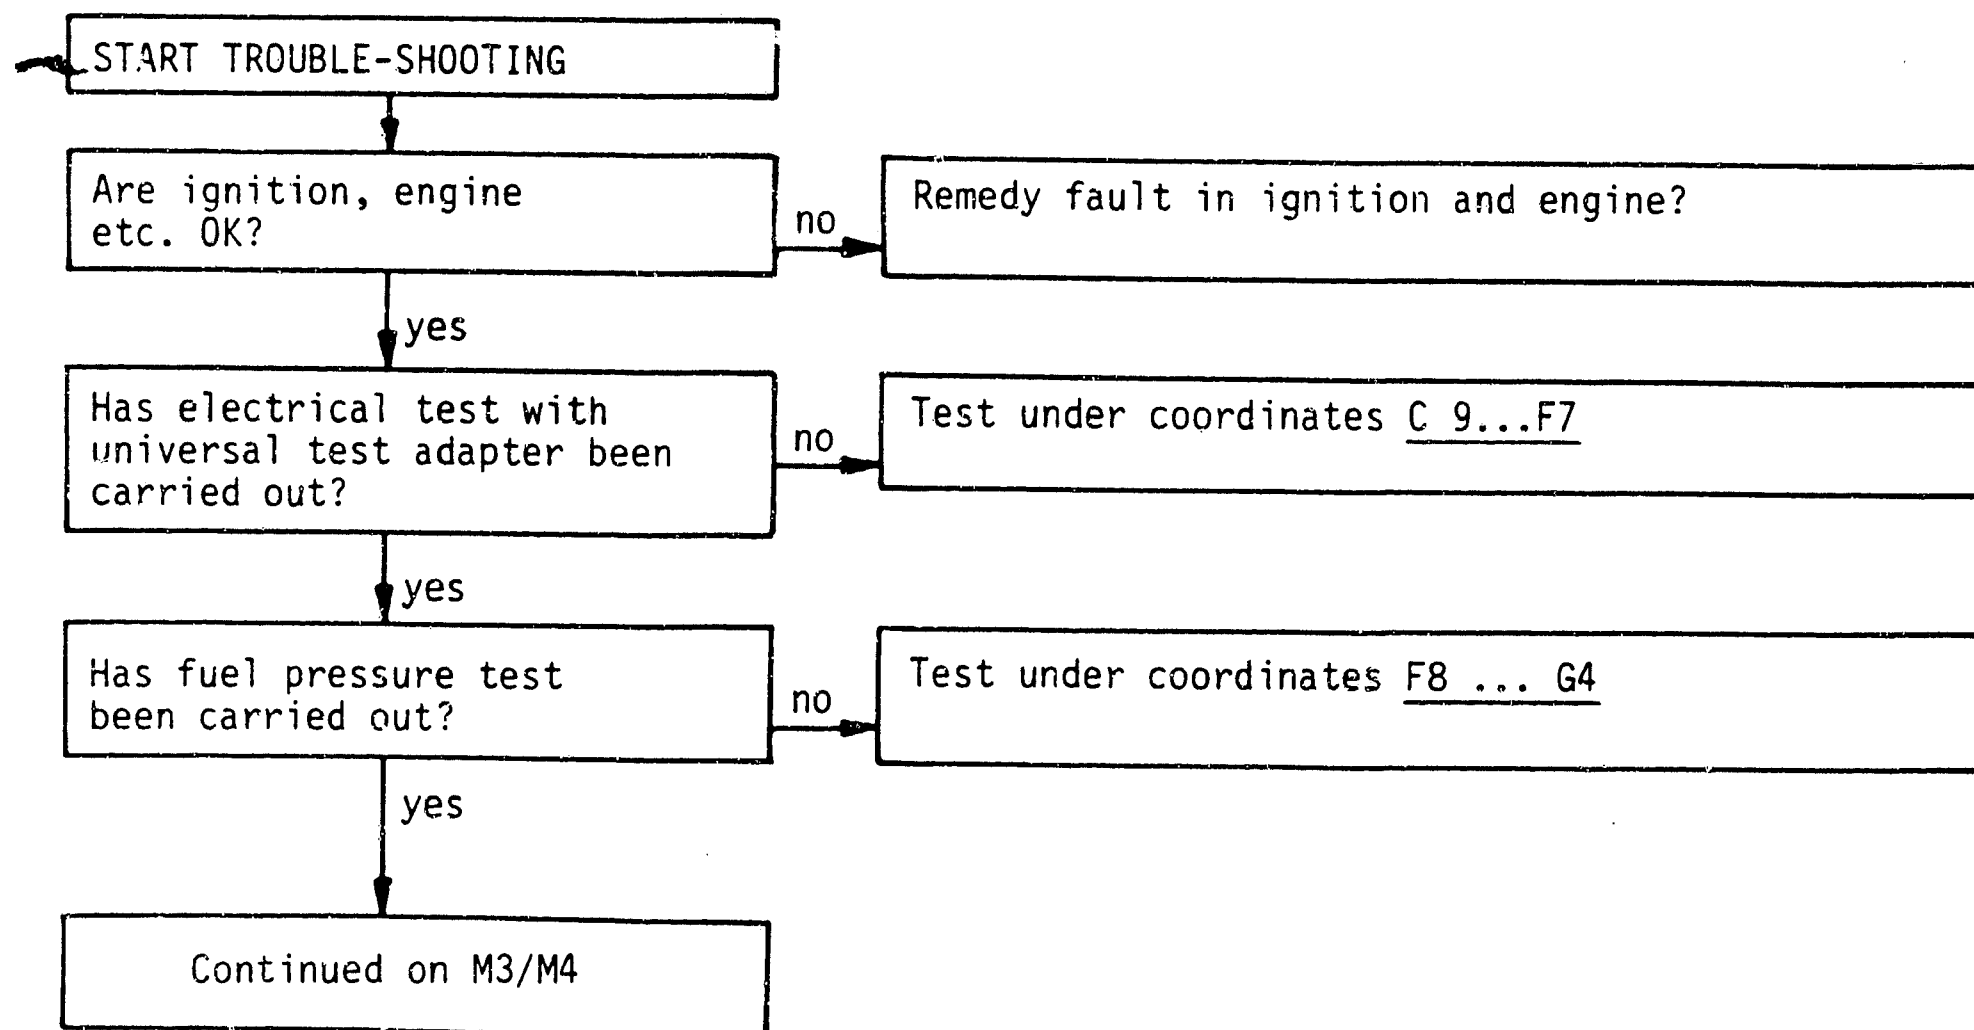 START TROUBLE-SHOOTING
Are ignition, engine
etc. OK?
no
Remedy fault in ignition and engine?
yes
Has electrical test with
universal test adapter been
carried out?
no
Test under coordinates C 9...F7
yes
Has fuel pressure test
been carried out?
no
Test under coordinates F8 ... G4
yes
Continued on M3/M4